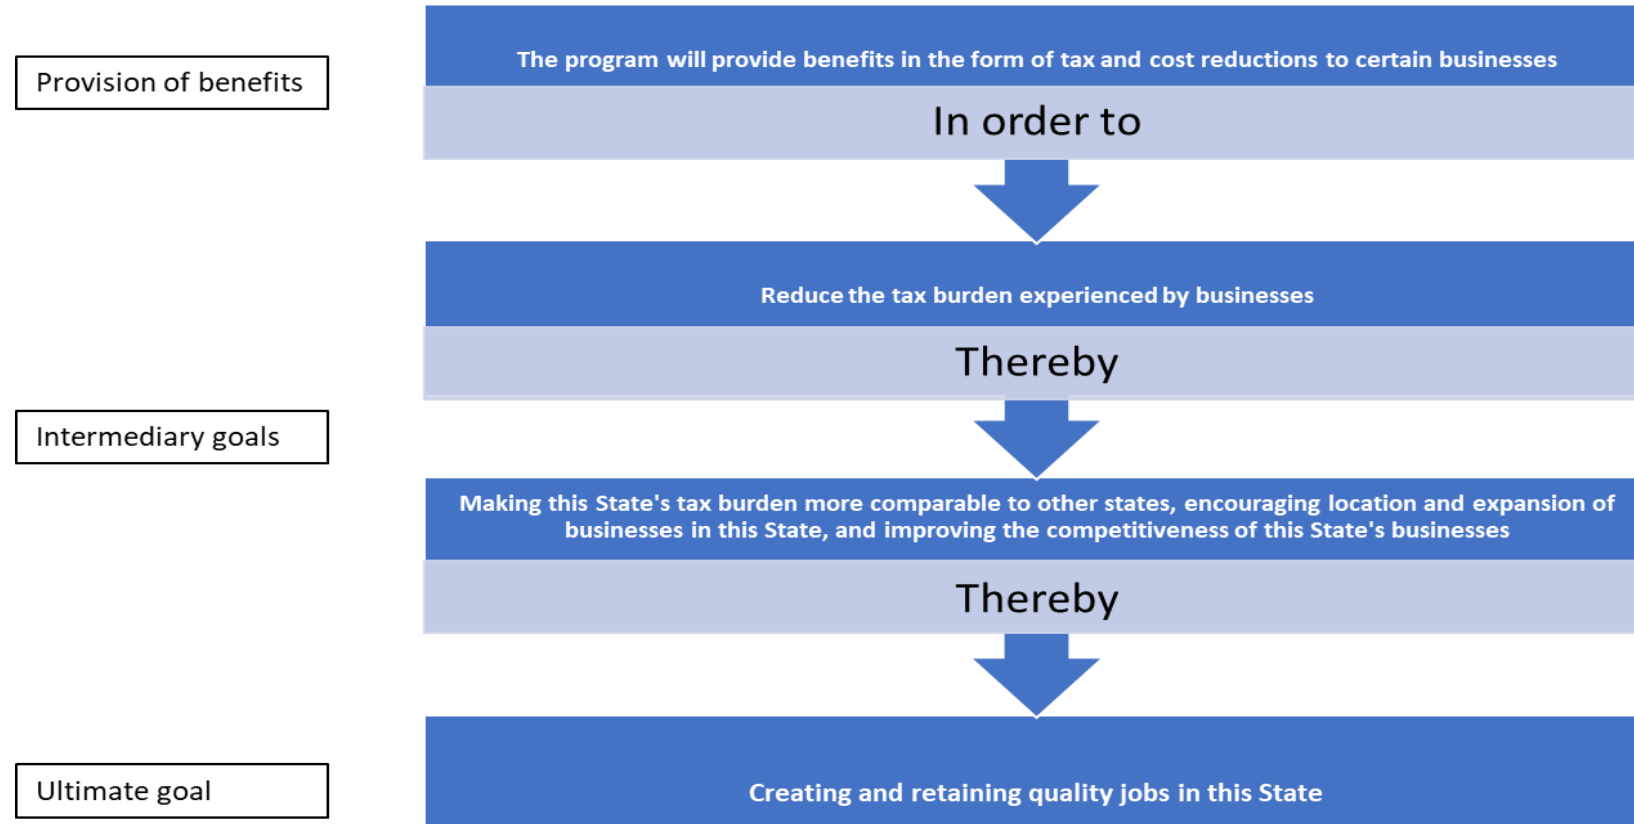 Provision of benefits
The program will provide benefits in the form of tax and cost reductions to certain businesses
In order to
Reduce the tax burden experienced by businesses
Thereby
Intermediary goals
Making this State's tax burden more comparable to other states, encouraging location and expansion of
businesses in this State, and improving the competitiveness of this State's businesses
Thereby
Ultimate goal
Creating and retaining quality jobs in this State